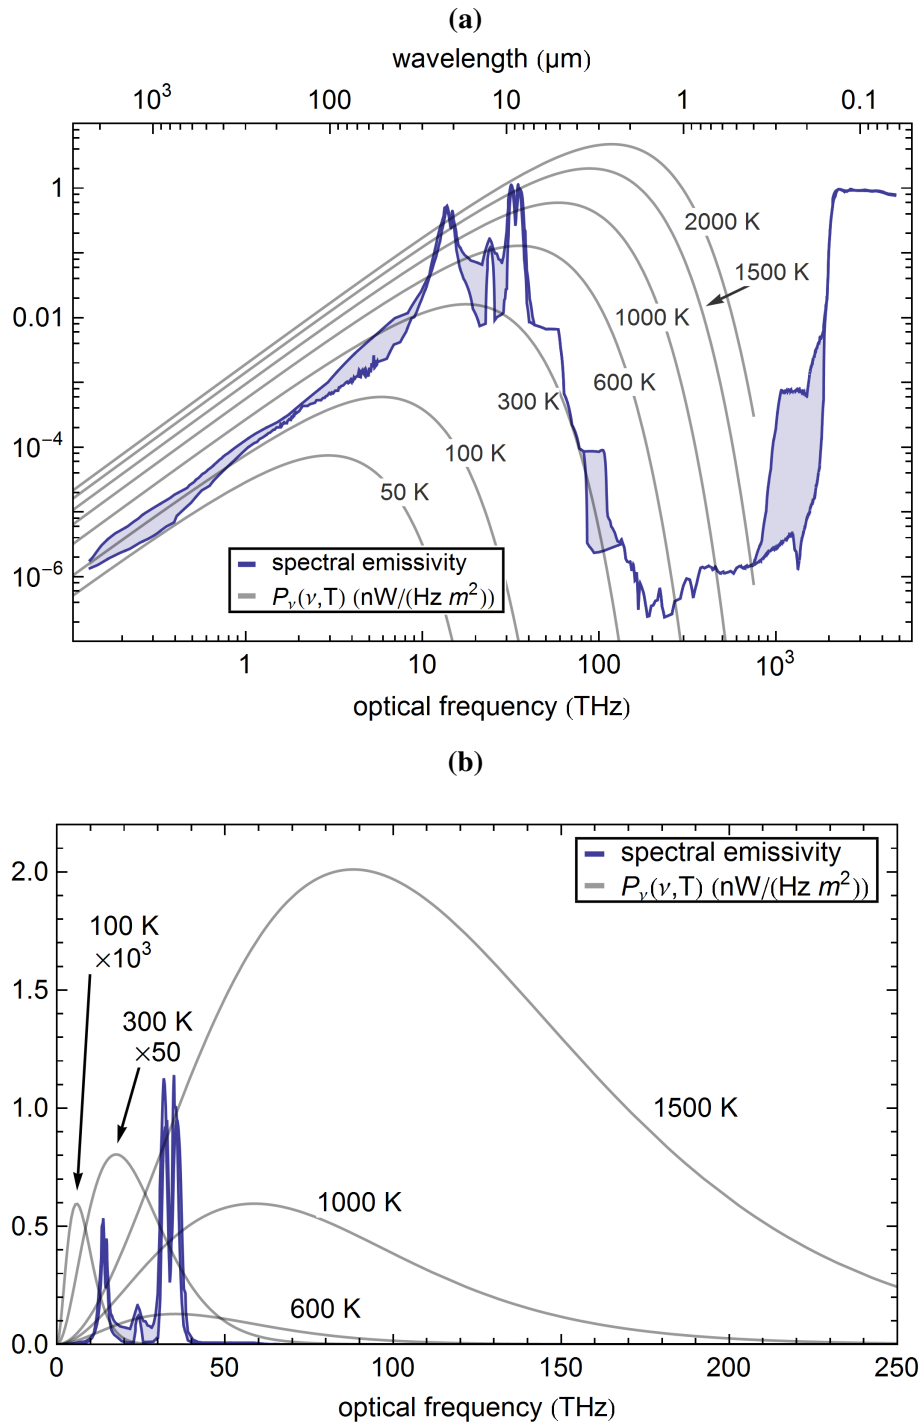 (a)
wavelength (μm)
10³ 100 10 1 0.1
1
0.01
10⁻⁴
10⁻⁶
2000 K
1500 K
1000 K
600 K
300 K
100 K
50 K
spectral emissivity
Pν(ν,T) (nW/(Hz m²))
1 10 100 10³
optical frequency (THz)
(b)
spectral emissivity
Pν(ν,T) (nW/(Hz m²))
2.0
1.5
1.0
0.5
0.0
100 K
×10³
300 K
×50
1500 K
1000 K
600 K
0 50 100 150 200 250
optical frequency (THz)